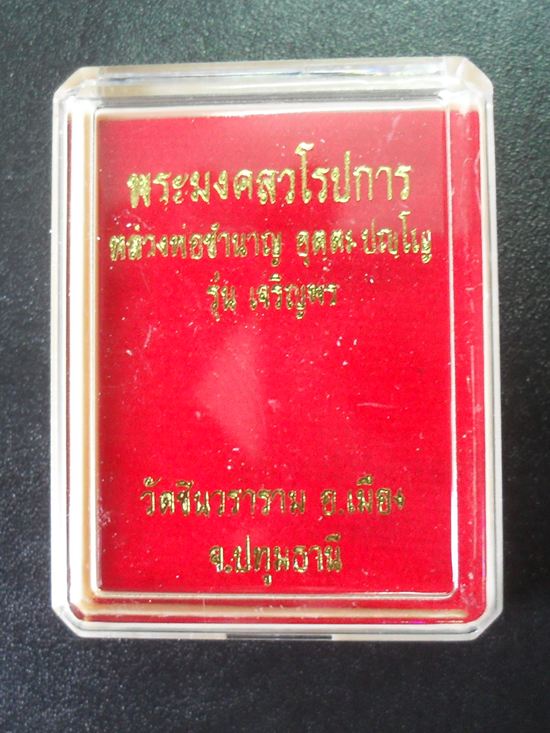 พระมงคลวโรปการ
หลวงพ่อชำนาญ อุตฺตมปญฺโญ
รุ่น เจริญพร
วัดชินวราราม อ.เมือง
จ.ปทุมธานี